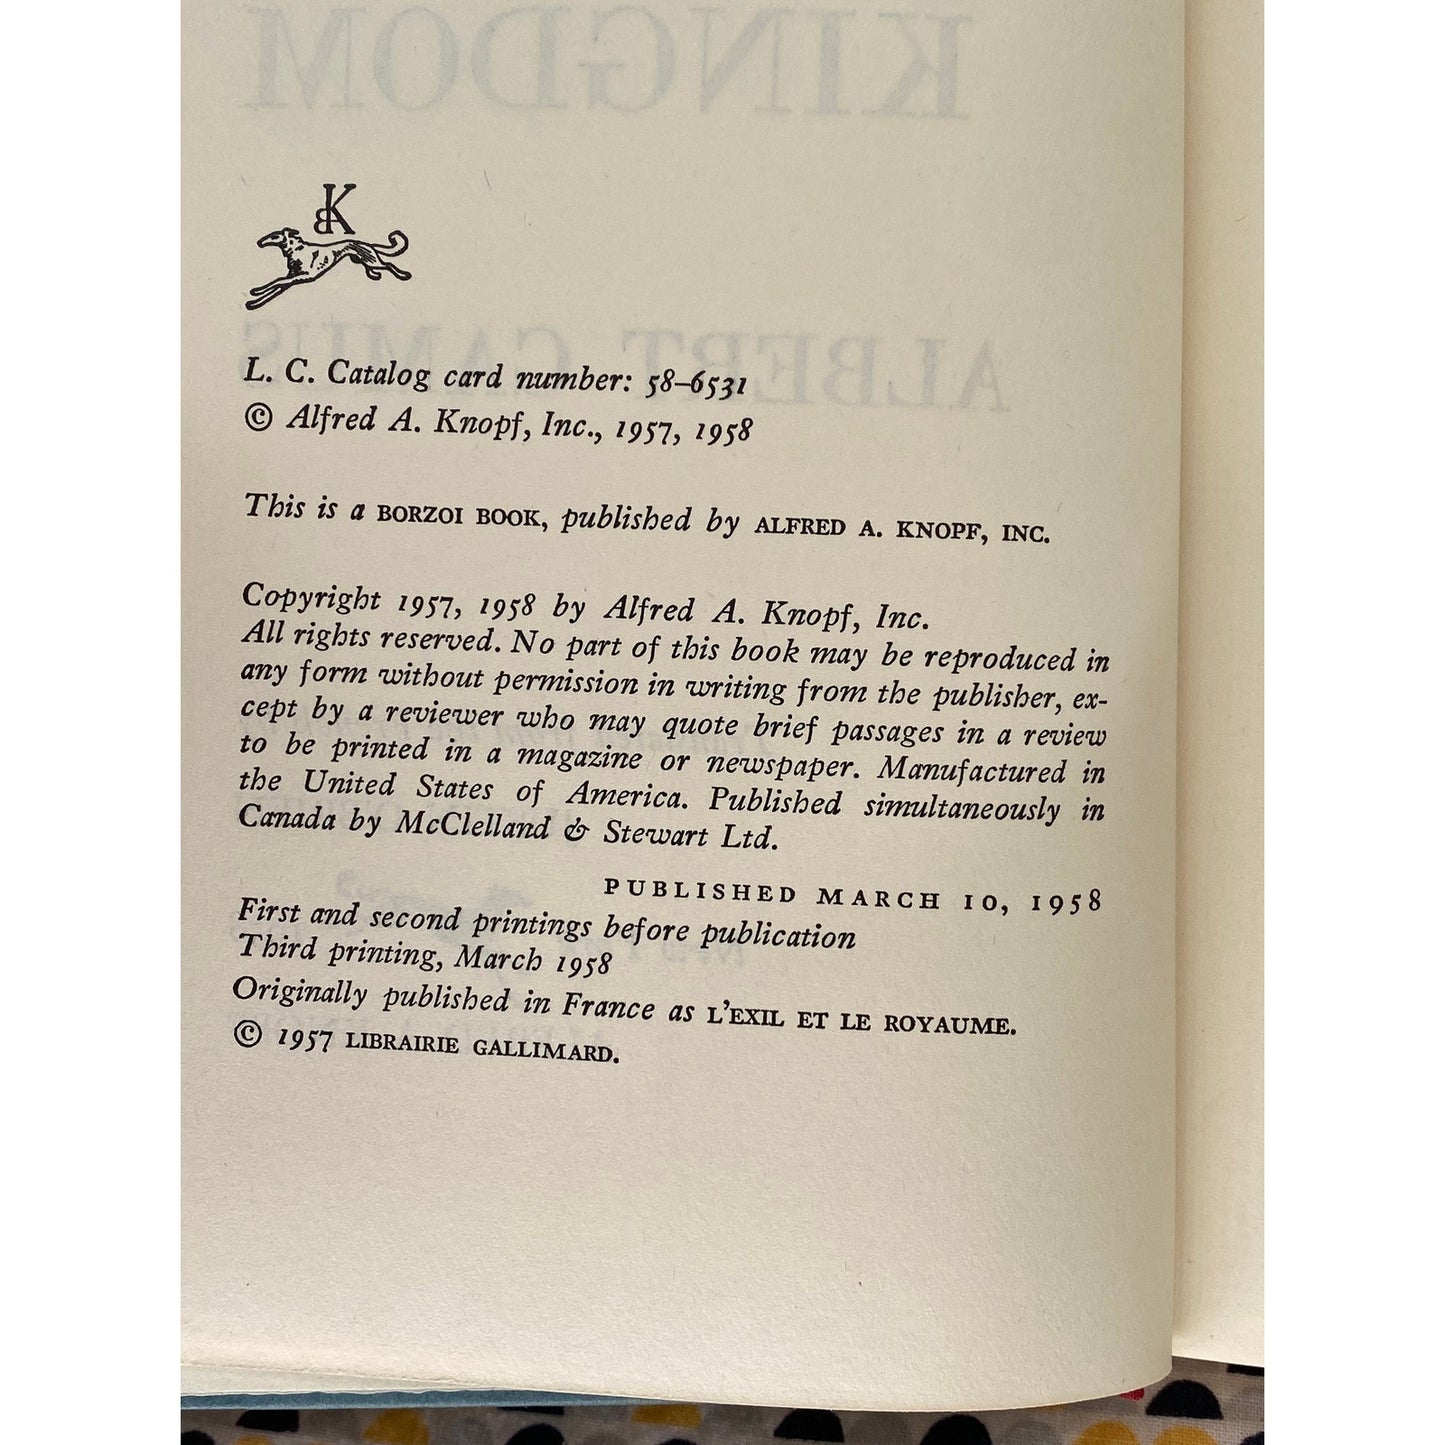 KINGDOM
BK
ALBERT CAMUS
L. C. Catalog card number: 58–6531
© Alfred A. Knopf, Inc., 1957, 1958
This is a BORZOI BOOK, published by ALFRED A. KNOPF, INC.
Copyright 1957, 1958 by Alfred A. Knopf, Inc.
All rights reserved. No part of this book may be reproduced in
any form without permission in writing from the publisher, ex-
cept by a reviewer who may quote brief passages in a review
to be printed in a magazine or newspaper. Manufactured in
the United States of America. Published simultaneously in
Canada by McClelland & Stewart Ltd.
PUBLISHED MARCH 10, 1958
First and second printings before publication
Third printing, March 1958
Originally published in France as L'EXIL ET LE ROYAUME.
© 1957 LIBRAIRIE GALLIMARD.